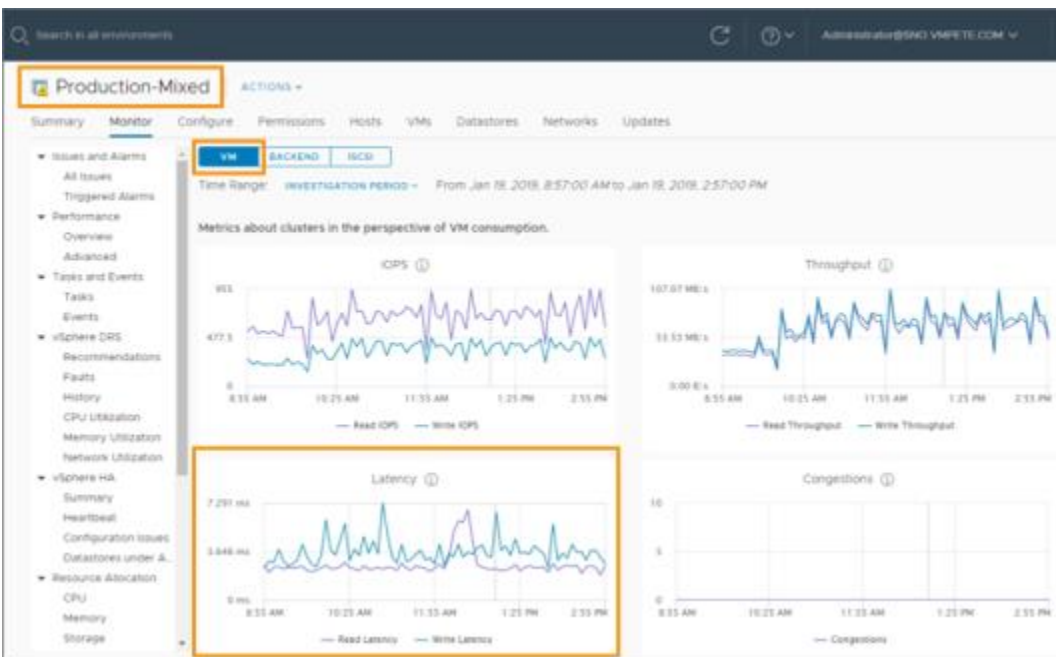 Search in all environments
Administrator@SNO.VMPETE.COM
Production-Mixed
ACTIONS
Summary Monitor Configure Permissions Hosts VMs Datastores Networks Updates
Issues and Alarms
All Issues
Triggered Alarms
Performance
Overview
Advanced
Tasks and Events
Tasks
Events
vSphere DRS
Recommendations
Faults
History
CPU Utilization
Memory Utilization
Network Utilization
vSphere HA
Summary
Heartbeat
Configuration Issues
Datastores under A...
Resource Allocation
CPU
Memory
Storage
VM BACKEND ISCSI
Time Range: INVESTIGATION PERIOD From Jan 19, 2019, 8:57:00 AM to Jan 19, 2019, 2:57:00 PM
Metrics about clusters in the perspective of VM consumption.
IOPS
955
477.5
0
8:55 AM 10:25 AM 11:55 AM 1:25 PM 2:55 PM
Read IOPS Write IOPS
Throughput
107.07 MB/s
53.53 MB/s
0.00 B/s
8:55 AM 10:25 AM 11:55 AM 1:25 PM 2:55 PM
Read Throughput Write Throughput
Latency
7.291 ms
3.646 ms
0 ms
8:55 AM 10:25 AM 11:55 AM 1:25 PM 2:55 PM
Read Latency Write Latency
Congestions
10
5
0
8:55 AM 10:25 AM 11:55 AM 1:25 PM 2:55 PM
Congestions